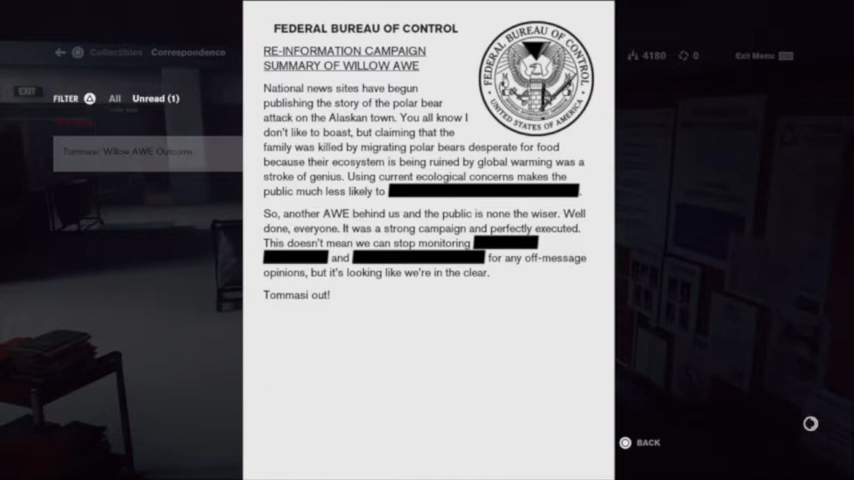 Collectibles Correspondence
4180 0
Exit Menu
EXIT
FILTER All Unread (1)
Tommasi: Willow AWE Outcome
FEDERAL BUREAU OF CONTROL
RE-INFORMATION CAMPAIGN
SUMMARY OF WILLOW AWE
FEDERAL BUREAU OF CONTROL
UNITED STATES OF AMERICA
National news sites have begun
publishing the story of the polar bear
attack on the Alaskan town. You all know I
don't like to boast, but claiming that the
family was killed by migrating polar bears desperate for food
because their ecosystem is being ruined by global warming was a
stroke of genius. Using current ecological concerns makes the
public much less likely to .
So, another AWE behind us and the public is none the wiser. Well
done, everyone. It was a strong campaign and perfectly executed.
This doesn't mean we can stop monitoring
and for any off-message
opinions, but it's looking like we're in the clear.
Tommasi out!
BACK